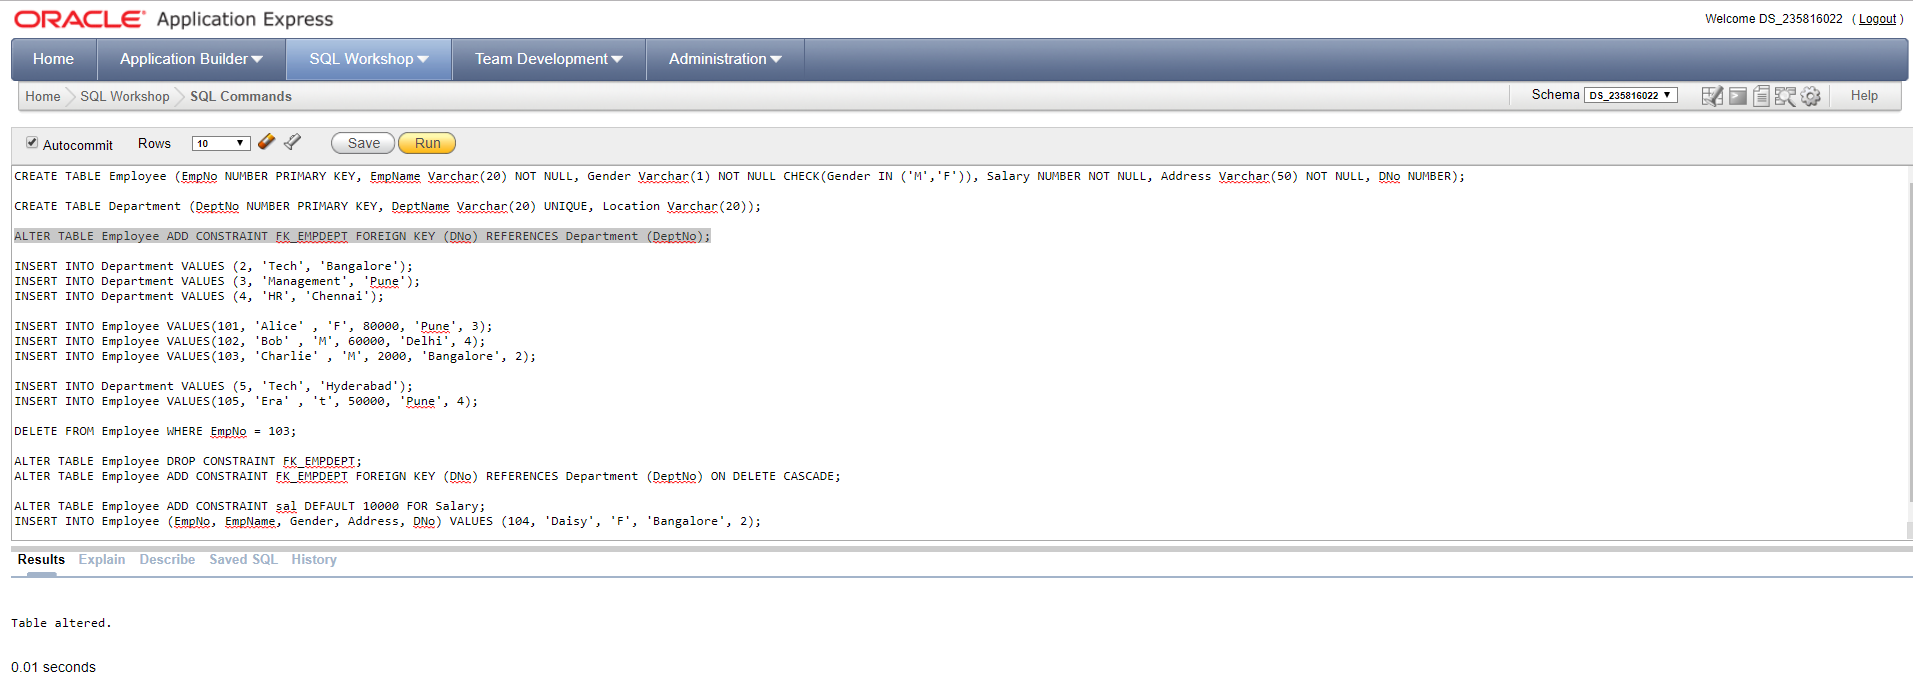 ORACLE Application Express
Welcome DS_235816022 ( Logout )
Home Application Builder SQL Workshop Team Development Administration
Home SQL Workshop SQL Commands Schema DS_235816022 Help
Autocommit Rows 10 Save Run
CREATE TABLE Employee (EmpNo NUMBER PRIMARY KEY, EmpName Varchar(20) NOT NULL, Gender Varchar(1) NOT NULL CHECK(Gender IN ('M','F')), Salary NUMBER NOT NULL, Address Varchar(50) NOT NULL, DNo NUMBER);
CREATE TABLE Department (DeptNo NUMBER PRIMARY KEY, DeptName Varchar(20) UNIQUE, Location Varchar(20));
ALTER TABLE Employee ADD CONSTRAINT FK_EMPDEPT FOREIGN KEY (DNo) REFERENCES Department (DeptNo);
INSERT INTO Department VALUES (2, 'Tech', 'Bangalore');
INSERT INTO Department VALUES (3, 'Management', 'Pune');
INSERT INTO Department VALUES (4, 'HR', 'Chennai');
INSERT INTO Employee VALUES(101, 'Alice' , 'F', 80000, 'Pune', 3);
INSERT INTO Employee VALUES(102, 'Bob' , 'M', 60000, 'Delhi', 4);
INSERT INTO Employee VALUES(103, 'Charlie' , 'M', 2000, 'Bangalore', 2);
INSERT INTO Department VALUES (5, 'Tech', 'Hyderabad');
INSERT INTO Employee VALUES(105, 'Era' , 't', 50000, 'Pune', 4);
DELETE FROM Employee WHERE EmpNo = 103;
ALTER TABLE Employee DROP CONSTRAINT FK_EMPDEPT;
ALTER TABLE Employee ADD CONSTRAINT FK_EMPDEPT FOREIGN KEY (DNo) REFERENCES Department (DeptNo) ON DELETE CASCADE;
ALTER TABLE Employee ADD CONSTRAINT sal DEFAULT 10000 FOR Salary;
INSERT INTO Employee (EmpNo, EmpName, Gender, Address, DNo) VALUES (104, 'Daisy', 'F', 'Bangalore', 2);
Results Explain Describe Saved SQL History
Table altered.
0.01 seconds